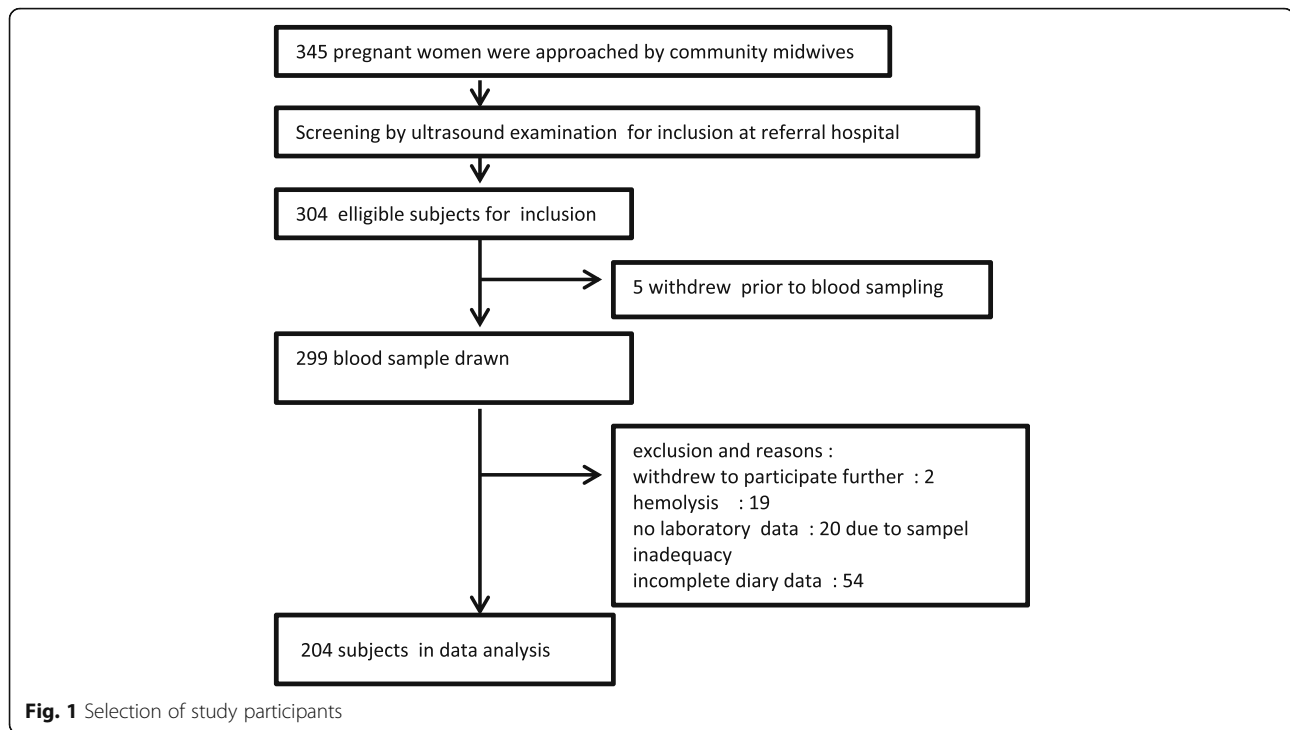 345 pregnant women were approached by community midwives
Screening by ultrasound examination for inclusion at referral hospital
304 elligible subjects for inclusion
5 withdrew prior to blood sampling
299 blood sample drawn
exclusion and reasons :
withdrew to participate further : 2
hemolysis : 19
no laboratory data : 20 due to sampel
inadequacy
incomplete diary data : 54
204 subjects in data analysis
Fig. 1 Selection of study participants